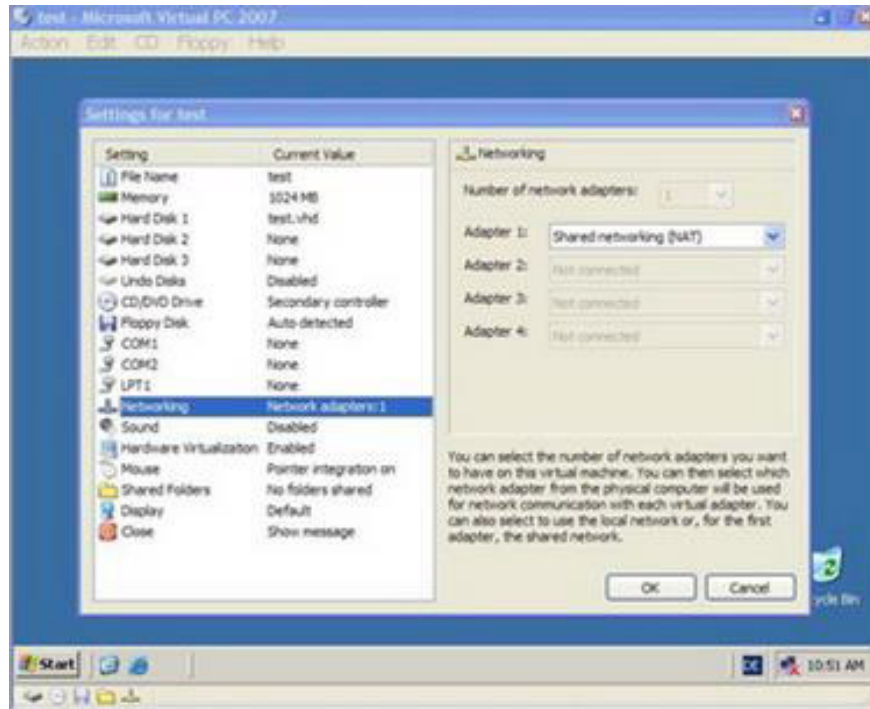 test - Microsoft Virtual PC 2007
Action Edit CD Floppy Help
Settings for test
Setting Current Value
File Name test
Memory 1024 MB
Hard Disk 1 test.vhd
Hard Disk 2 None
Hard Disk 3 None
Undo Disks Disabled
CD/DVD Drive Secondary controller
Floppy Disk Auto detected
COM1 None
COM2 None
LPT1 None
Networking Network adapters:1
Sound Disabled
Hardware Virtualization Enabled
Mouse Pointer integration on
Shared Folders No folders shared
Display Default
Close Show message
Networking
Number of network adapters: 1
Adapter 1: Shared networking (NAT)
Adapter 2: Not connected
Adapter 3: Not connected
Adapter 4: Not connected
You can select the number of network adapters you want
to have on this virtual machine. You can then select which
network adapter from the physical computer will be used
for network communication with each virtual adapter. You
can also select to use the local network or, for the first
adapter, the shared network.
OK Cancel
ycle Bin
Start DE 10:51 AM